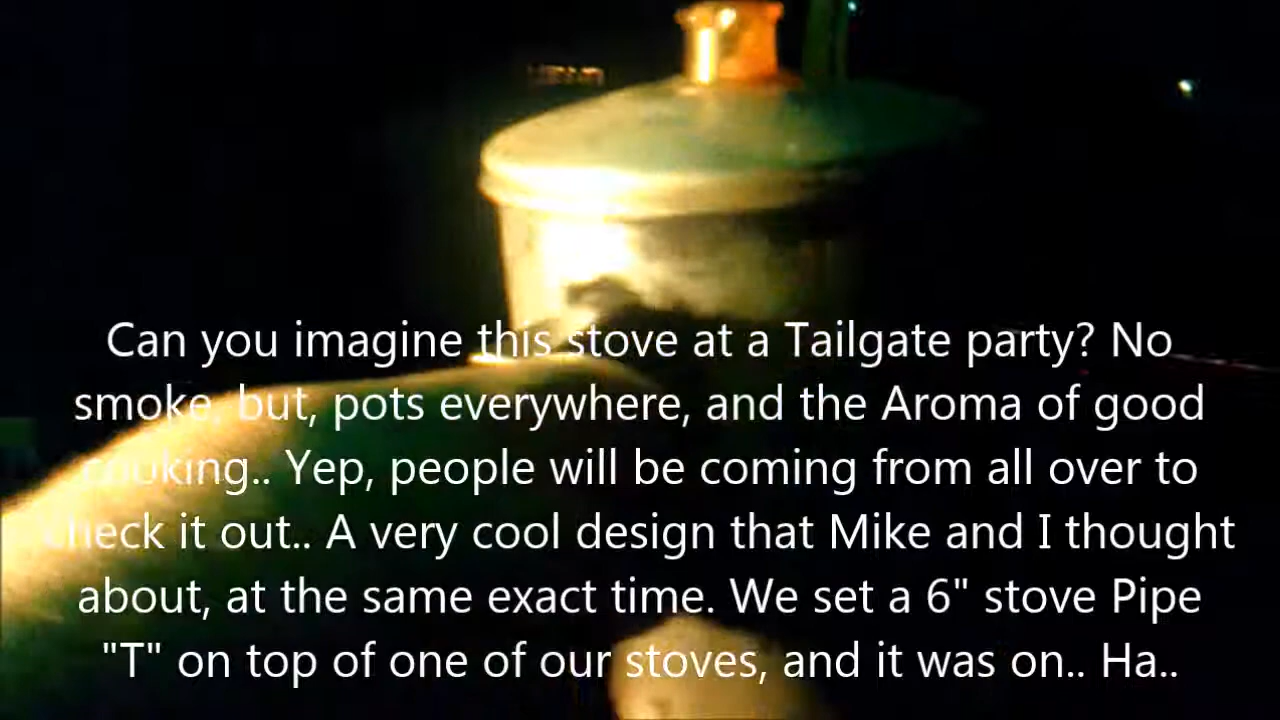 Can you imagine this stove at a Tailgate party? No
smoke, but, pots everywhere, and the Aroma of good
cooking.. Yep, people will be coming from all over to
check it out.. A very cool design that Mike and I thought
about, at the same exact time. We set a 6" stove Pipe
"T" on top of one of our stoves, and it was on.. Ha..